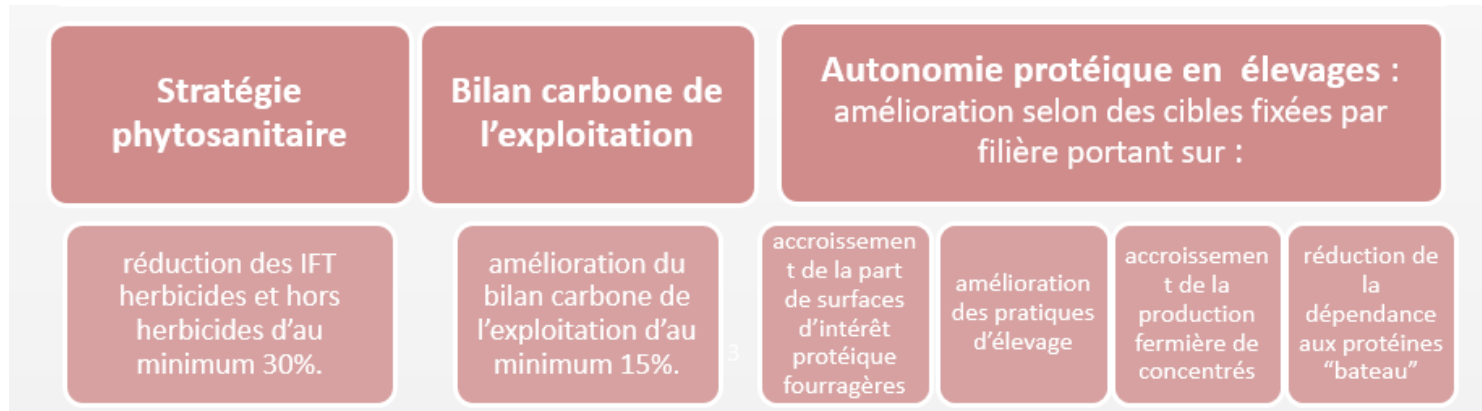 Stratégie
phytosanitaire
Bilan carbone de
l’exploitation
Autonomie protéique en  élevages :
amélioration selon des cibles fixées par
filière portant sur :
réduction des IFT
herbicides et hors
herbicides d’au
minimum 30%.
amélioration du
bilan carbone de
l’exploitation d’au
minimum 15%.
3
accroissemen
t de la part
de surfaces
d’intérêt
protéique
fourragères
amélioration
des pratiques
d’élevage
accroissemen
t de la
production
fermière de
concentrés
réduction de
la
dépendance
aux protéines
“bateau”